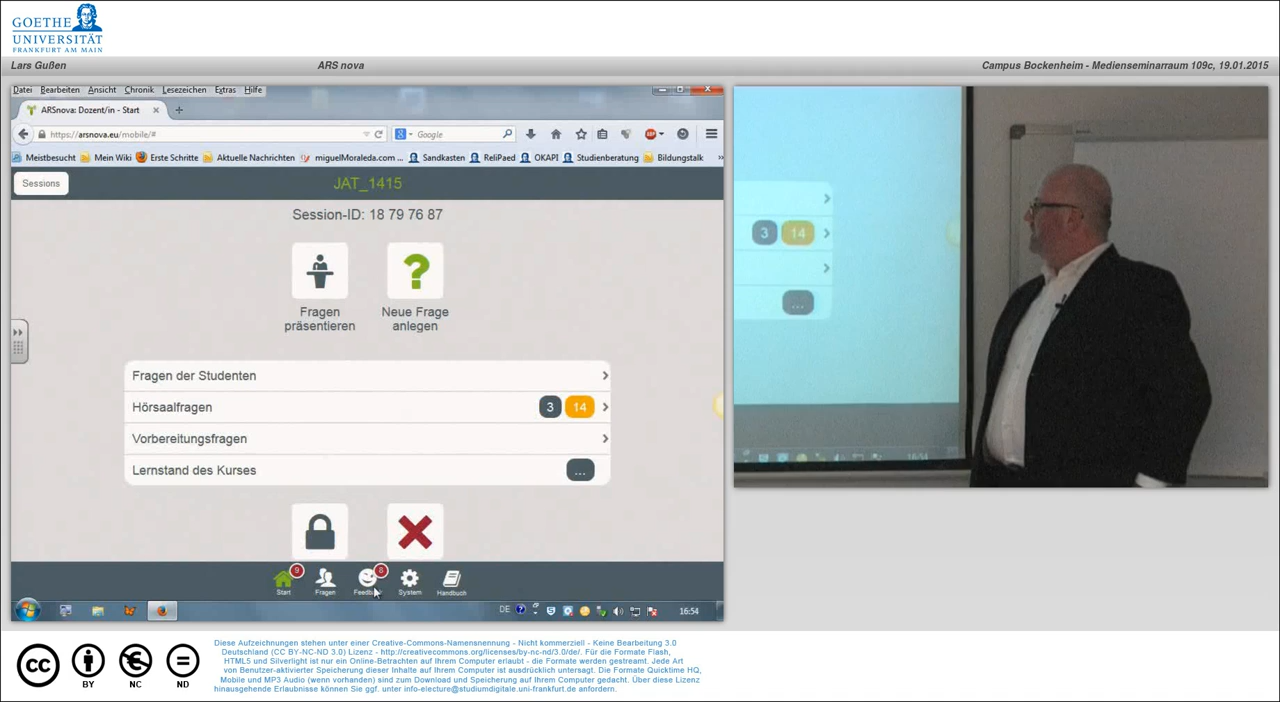 GOETHE
UNIVERSITÄT
FRANKFURT AM MAIN
Lars Gußen
ARS nova
Campus Bockenheim - Medienseminarraum 109c, 19.01.2015
Datei Bearbeiten Ansicht Chronik Lesezeichen Extras Hilfe
ARSnova: Dozent/in - Start
https://arsnova.eu/mobile/#
Google
Meistbesucht Mein Wiki Erste Schritte Aktuelle Nachrichten miguelMoraleda.com ... Sandkasten ReliPaed OKAPI Studienberatung Bildungstalk
Sessions
JAT_1415
Session-ID: 18 79 76 87
Fragen
präsentieren
Neue Frage
anlegen
Fragen der Studenten
Hörsaalfragen 3 14
Vorbereitungsfragen
Lernstand des Kurses ...
9
8
Start Fragen Feedb System Handbuch
DE
16:54
3 14
...
16:54
cc
BY NC ND
Diese Aufzeichnungen stehen unter einer Creative-Commons-Namensnennung - Nicht kommerziell - Keine Bearbeitung 3.0
Deutschland (CC BY-NC-ND 3.0) Lizenz - http://creativecommons.org/licenses/by-nc-nd/3.0/de/. Für die Formate Flash,
HTML5 und Silverlight ist nur ein Online-Betrachten auf Ihrem Computer erlaubt - die Formate werden gestreamt. Jede Art
von Benutzer-aktivierter Speicherung dieser Inhalte auf Ihrem Computer ist ausdrücklich untersagt. Die Formate Quicktime HQ,
Mobile und MP3 Audio (wenn vorhanden) sind zum Download und Speicherung auf Ihrem Computer gedacht. Über diese Lizenz
hinausgehende Erlaubnisse können Sie ggf. unter info-electure@studiumdigitale.uni-frankfurt.de anfordern.